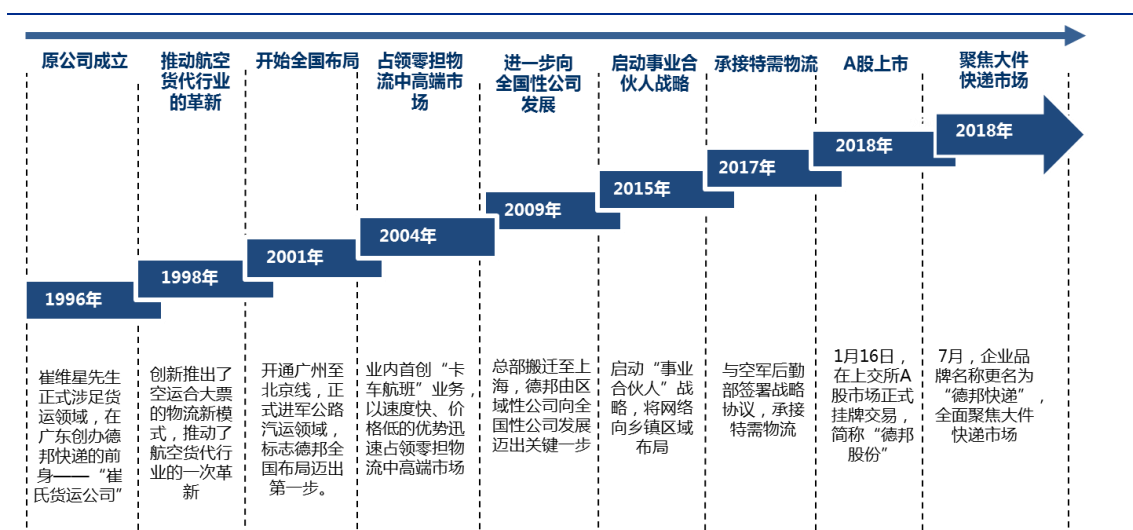 原公司成立
推动航空
货代行业
的革新
开始全国布局
占领零担物
流中高端市
场
进一步向
全国性公司
发展
启动事业合
伙人战略
承接特需物流
A股上市
聚焦大件
快递市场
1996年
1998年
2001年
2004年
2009年
2015年
2017年
2018年
2018年
崔维星先生
正式涉足货
运领域，在
广东创办德
邦快递的前
身——“崔
氏货运公司”
创新推出了
空运合大票
的物流新模
式，推动了
航空货代行
业的一次革
新
开通广州至
北京线，正
式进军公路
汽运领域，
标志德邦全
国布局迈出
第一步。
业内首创“卡
车航班”业务，
以速度快、价
格低的优势迅
速占领零担物
流中高端市场
总部搬迁至上
海，德邦由区
域性公司向全
国性公司发展
迈出关键一步
启动“事业
合伙人”战
略，将网络
向乡镇区域
布局
与空军后勤
部签署战略
协议，承接
特需物流
1月16日，
在上交所A
股市场正式
挂牌交易，
简称“德邦
股份”
7月，企业品
牌名称更名为
“德邦快递”，
全面聚焦大件
快递市场